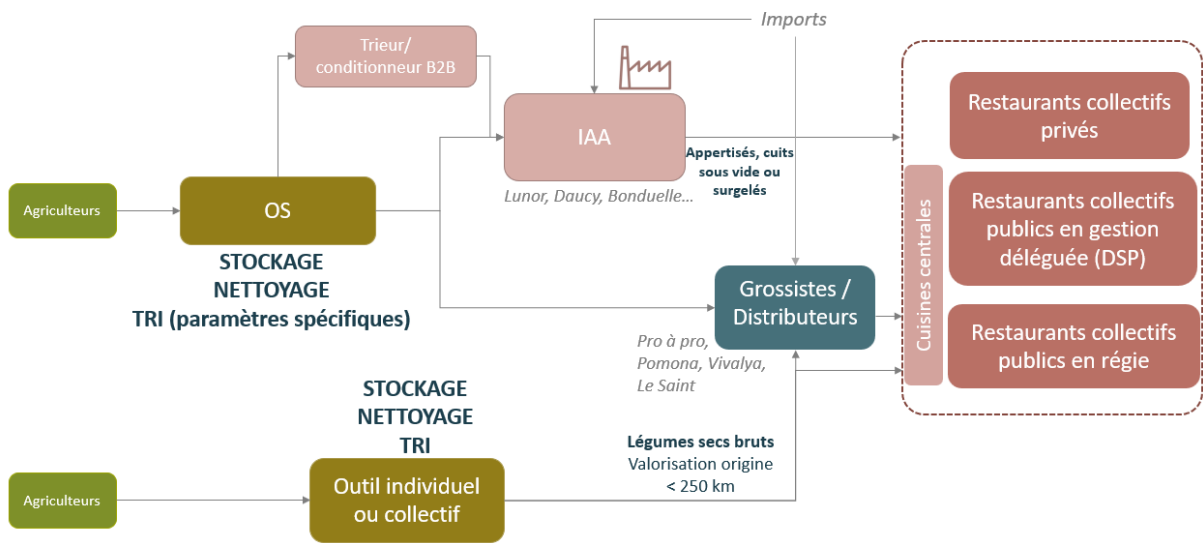 Imports
Trieur/
conditionneur B2B
IAA
Appertisés, cuits
sous vide ou
surgelés
Lunor, Daucy, Bonduelle…
Agriculteurs
OS
STOCKAGE
NETTOYAGE
TRI (paramètres spécifiques)
Grossistes /
Distributeurs
Pro à pro,
Pomona, Vivalya,
Le Saint
Cuisines centrales
Restaurants collectifs
privés
Restaurants collectifs
publics en gestion
déléguée (DSP)
Restaurants collectifs
publics en régie
STOCKAGE
NETTOYAGE
TRI
Agriculteurs
Outil individuel
ou collectif
Légumes secs bruts
Valorisation origine
< 250 km